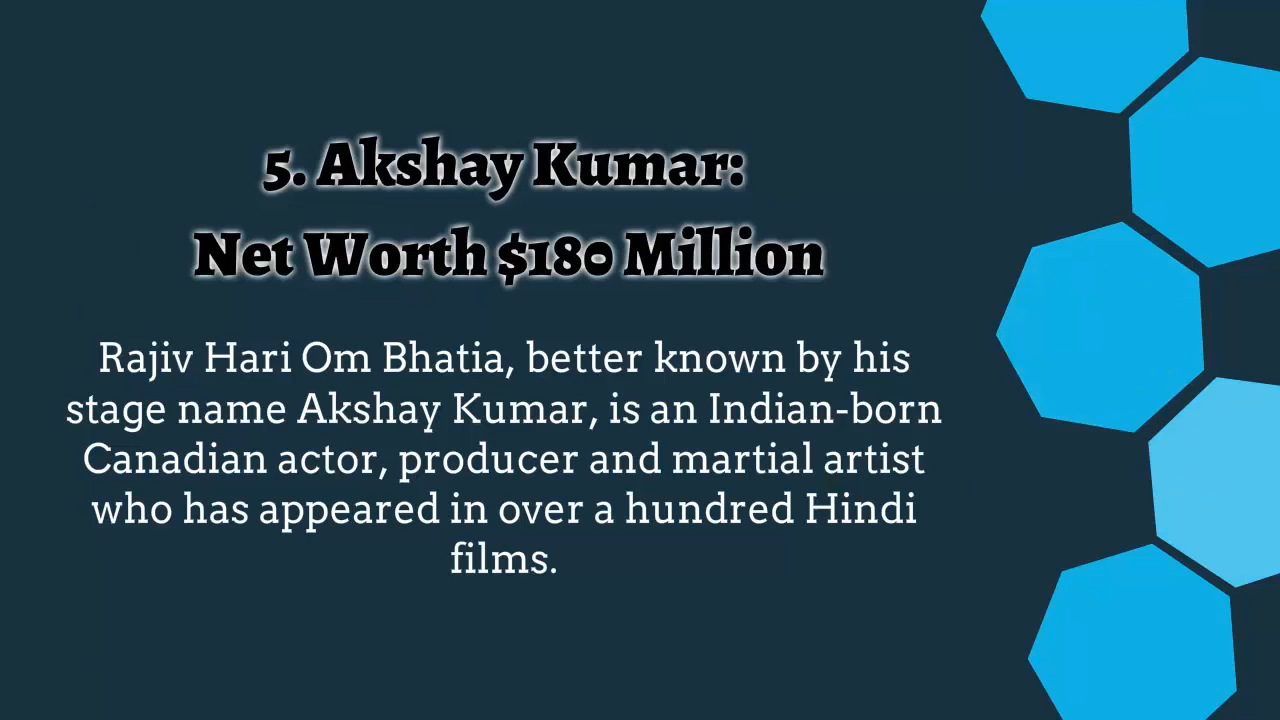 5. Akshay Kumar:
Net Worth $180 Million
Rajiv Hari Om Bhatia, better known by his
stage name Akshay Kumar, is an Indian-born
Canadian actor, producer and martial artist
who has appeared in over a hundred Hindi
films.